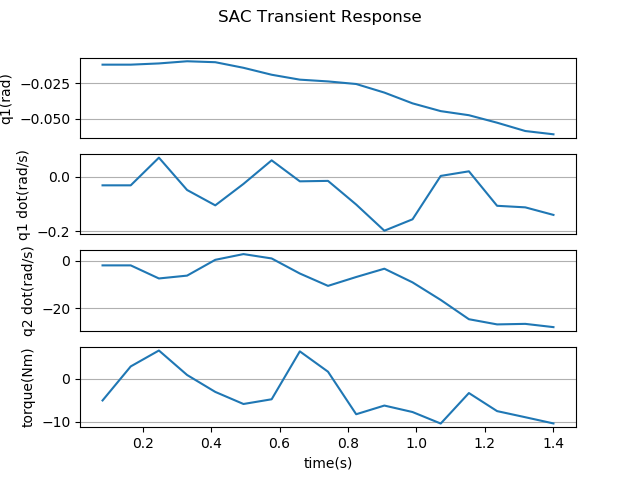 SAC Transient Response
q1(rad)
−0.025
−0.050
q1 dot(rad/s)
0.0
−0.2
q2 dot(rad/s)
0
−20
torque(Nm)
0
−10
0.2 0.4 0.6 0.8 1.0 1.2 1.4
time(s)